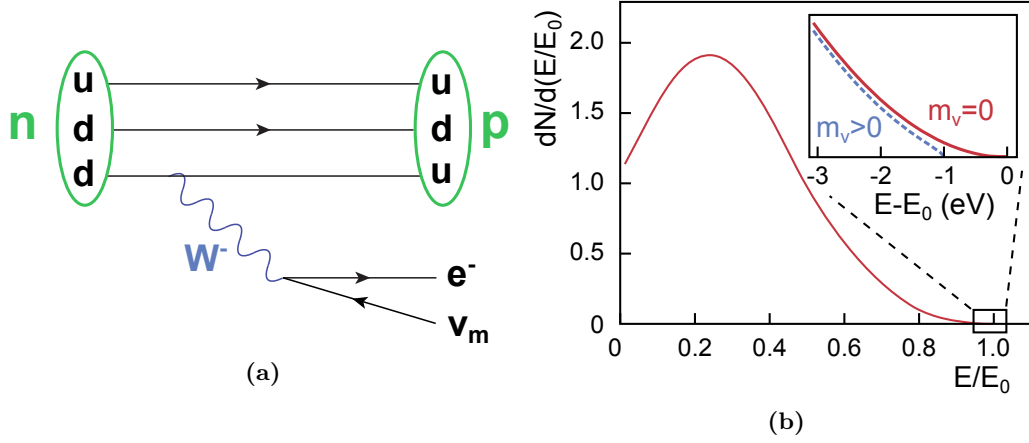 n
u
d
d
u
d
u
p
W⁻
e⁻
vₘ
(a)
dN/d(E/E₀)
2.0
1.5
1.0
0.5
0
0
0.2
0.4
0.6
0.8
1.0
E/E₀
mᵥ>0
mᵥ=0
-3
-2
-1
0
E-E₀ (eV)
(b)